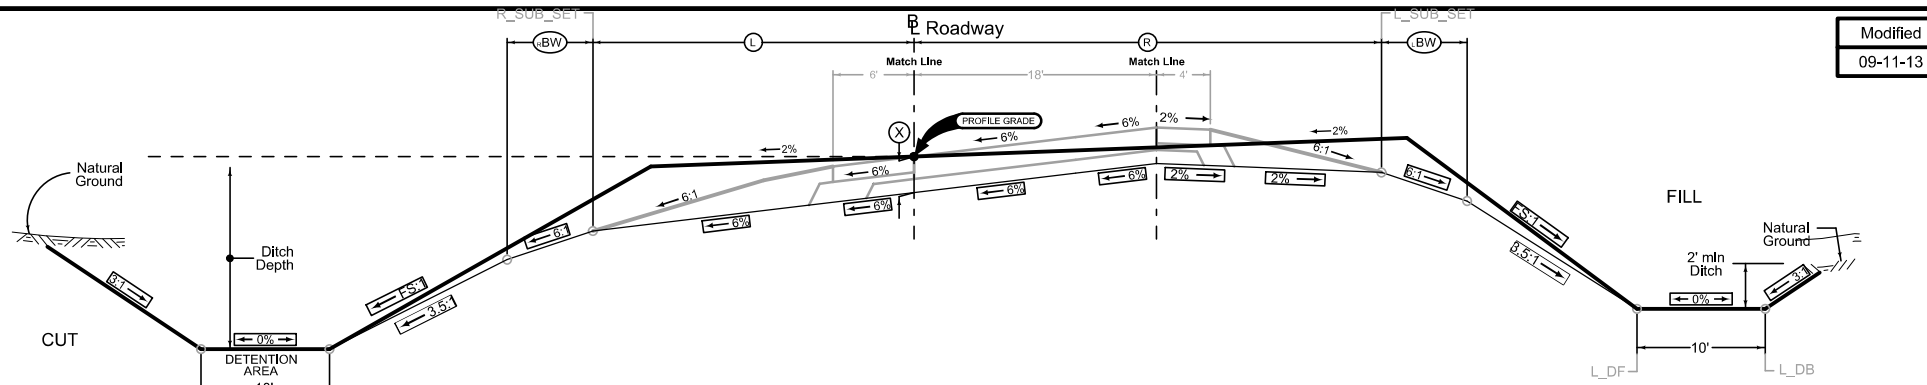 R_SUB_SET
B
L Roadway
L_SUB_SET
Modified
09-11-13
RBW
L
R
LBW
Match Line
Match Line
6'
18'
4'
X
PROFILE GRADE
2%
6%
6%
2%
2%
Natural
Ground
6:1
6%
6%
6%
6%
6%
6:1
2%
2%
6:1
6:1
FILL
Ditch
Depth
FS:1
3.5:1
3:1
CUT
0%
DETENTION
AREA
FS:1
3.5:1
Natural
Ground
2' min
Ditch
3:1
0%
10'
L_DF
L_DB